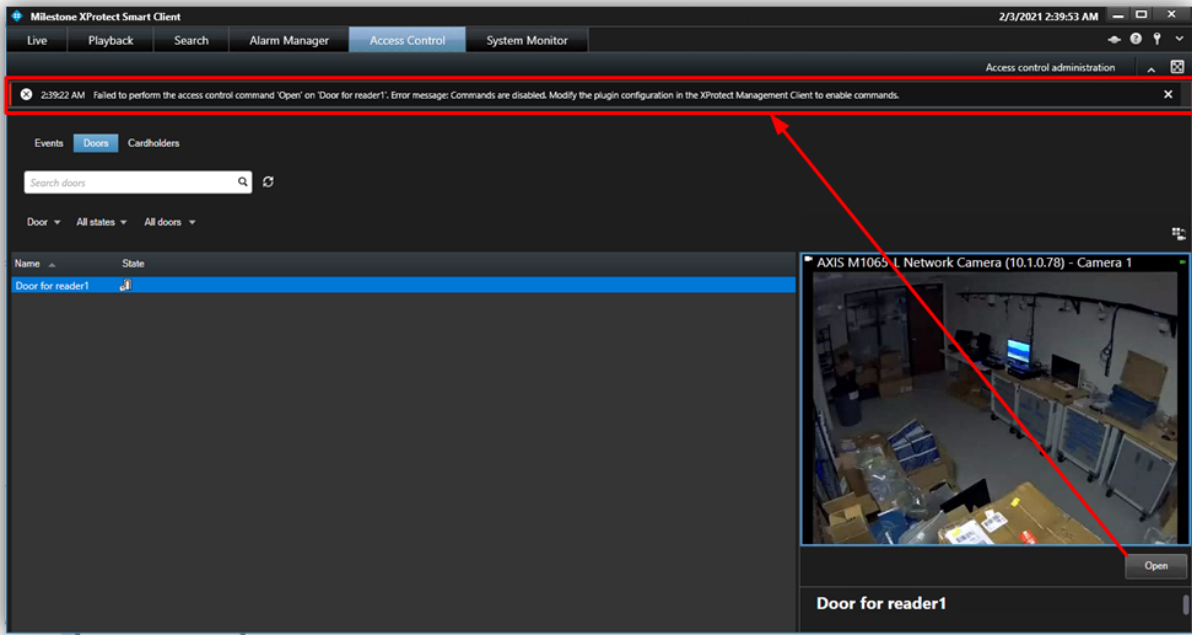 Milestone XProtect Smart Client
2/3/2021 2:39:53 AM
Live Playback Search Alarm Manager Access Control System Monitor
Access control administration
2:39:22 AM Failed to perform the access control command 'Open' on 'Door for reader1'. Error message: Commands are disabled. Modify the plugin configuration in the XProtect Management Client to enable commands.
Events Doors Cardholders
Search doors
Door All states All doors
Name State
AXIS M1065-L Network Camera (10.1.0.78) - Camera 1
Door for reader1
Open
Door for reader1